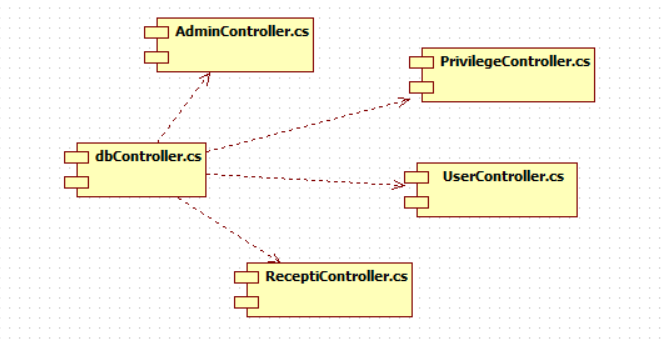 AdminController.cs
PrivilegeController.cs
dbController.cs
UserController.cs
ReceptiController.cs